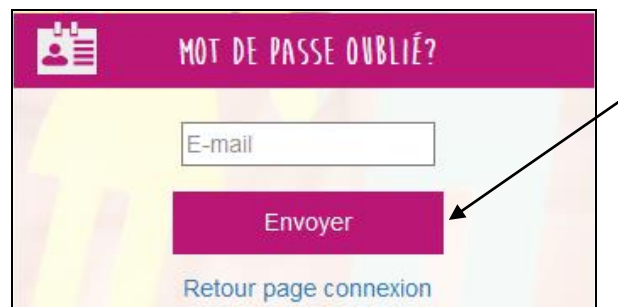 MOT DE PASSE OUBLIÉ?
E-mail
Envoyer
Retour page connexion